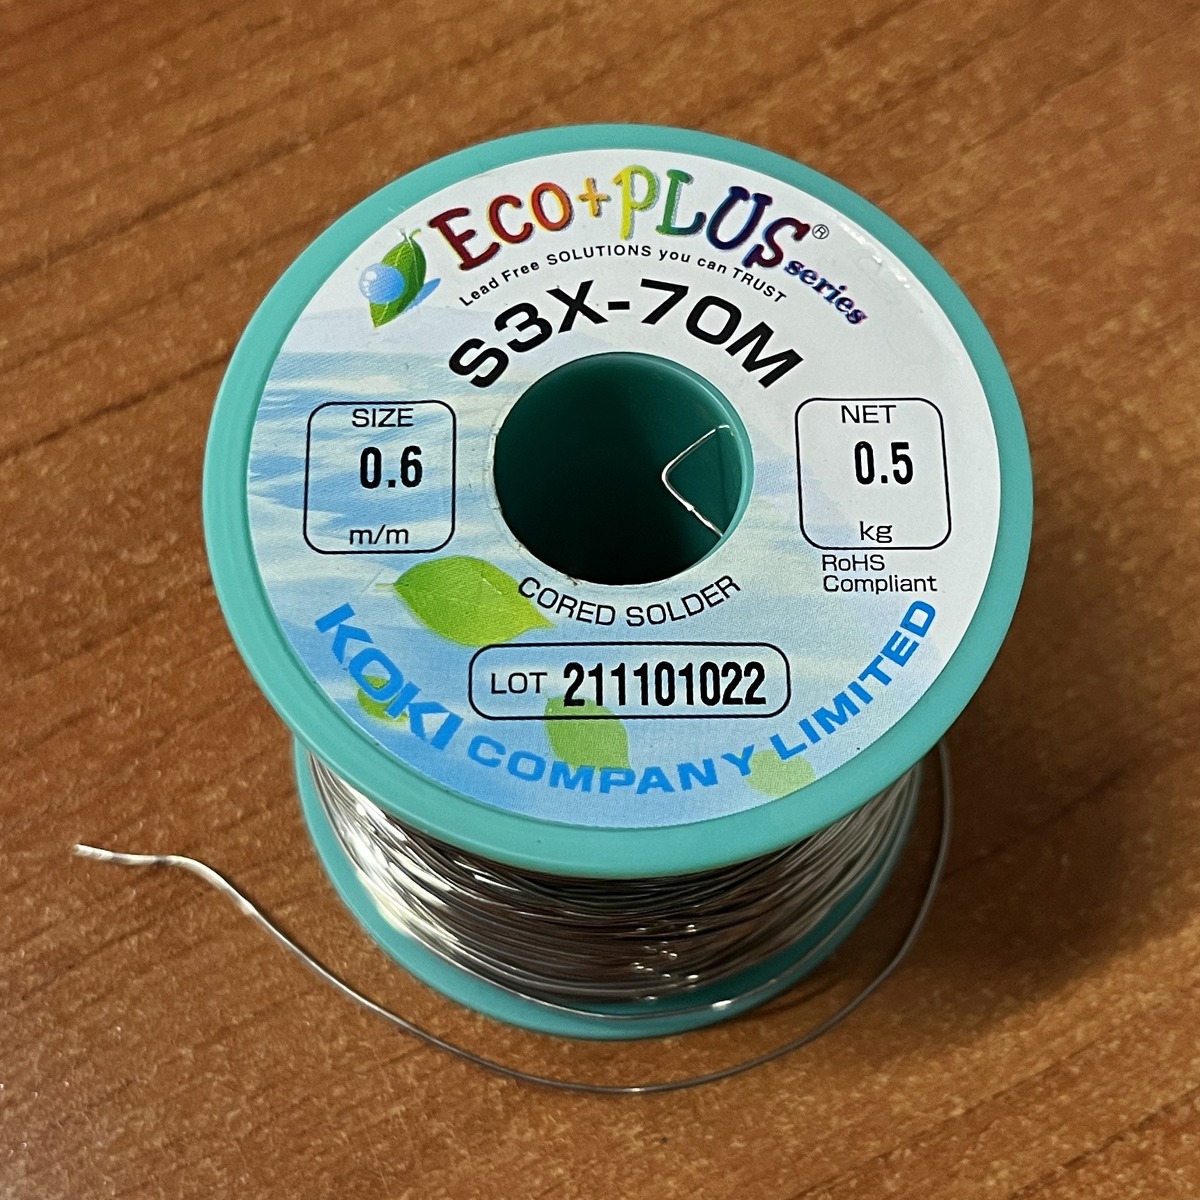 Eco+PLUS® series
Lead Free SOLUTIONS you can TRUST
S3X-70M
SIZE
0.6
m/m
NET
0.5
kg
RoHS
Compliant
CORED SOLDER
LOT 211101022
KOKI COMPANY LIMITED